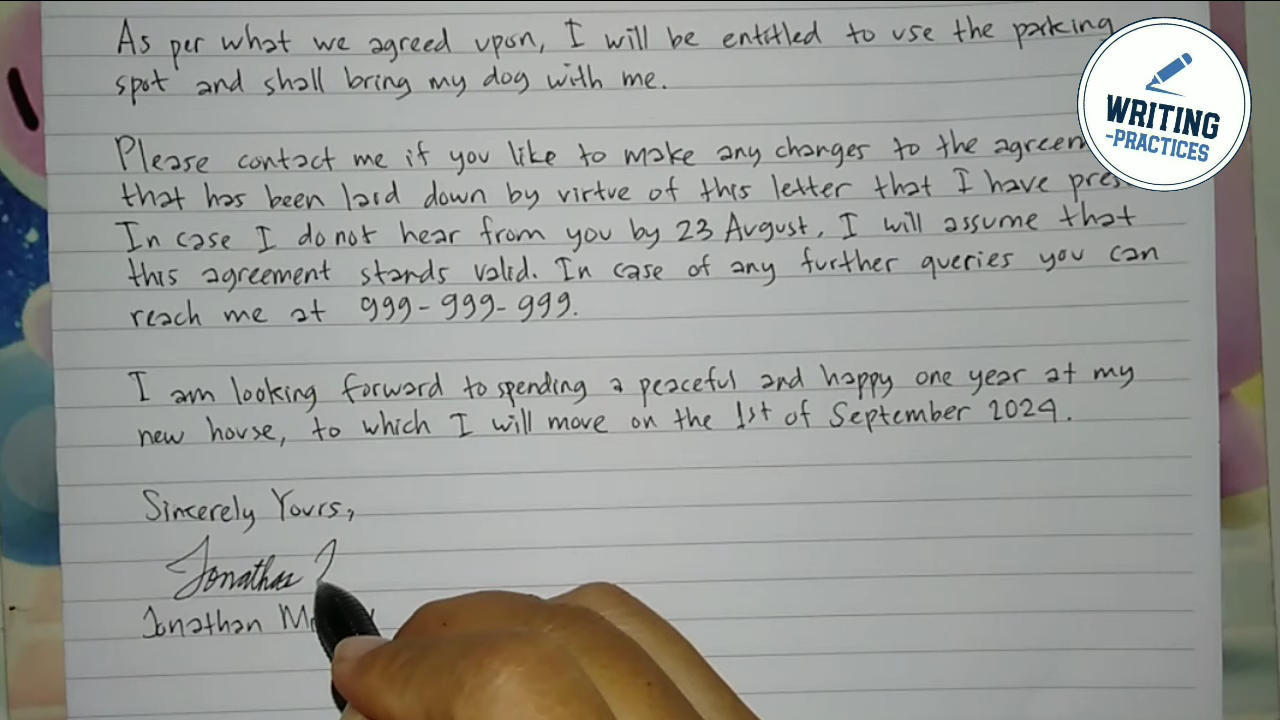 As per what we agreed upon, I will be entitled to use the parking
spot and shall bring my dog with me.
Please contact me if you like to make any changes to the
that has been laid down by virtue of this letter that I have
In case I do not hear from you by 23 August, I will assume that
this agreement stands valid. In case of any further queries you can
reach me at 999-999-999.
I am looking forward to spending a peaceful and happy one year at my
new house, to which I will move on the 1st of September 2024.
Sincerely Yours,
Jonathan
Jonathan
WRITING
-PRACTICES